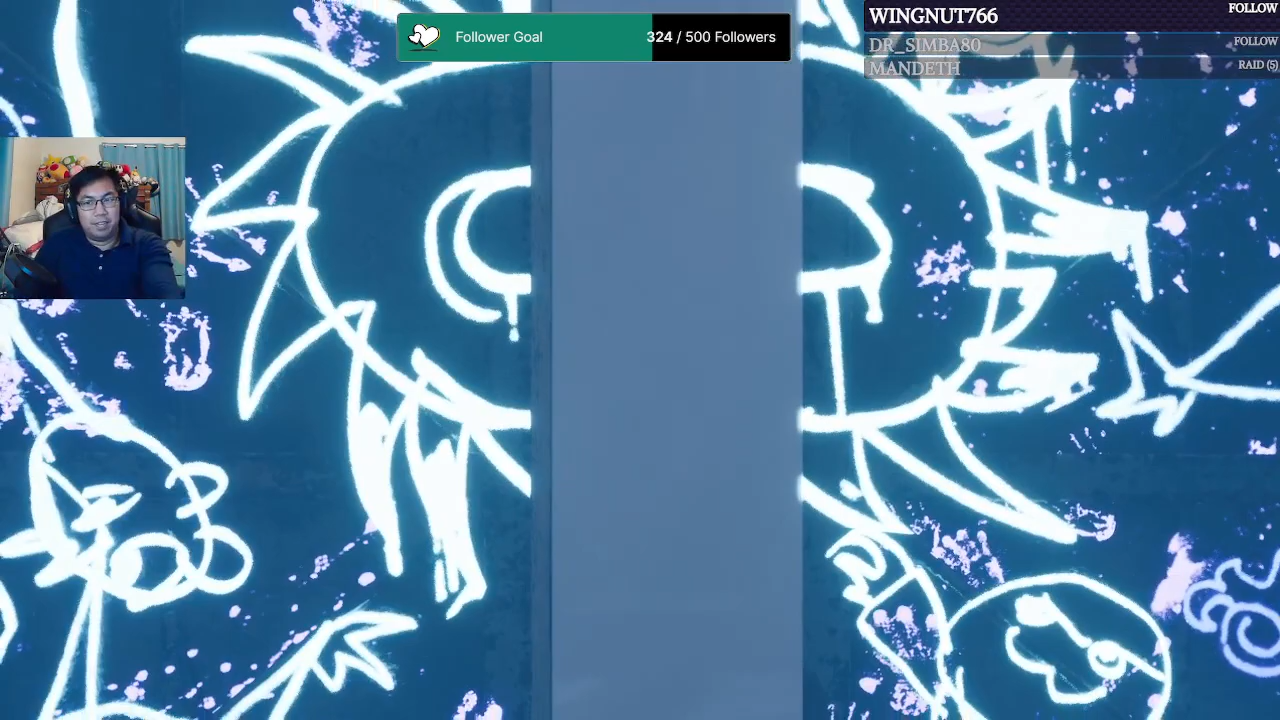 Follower Goal 324 / 500 Followers
WINGNUT766 FOLLOW
DR_SIMBA80 FOLLOW
MANDETH RAID (5)